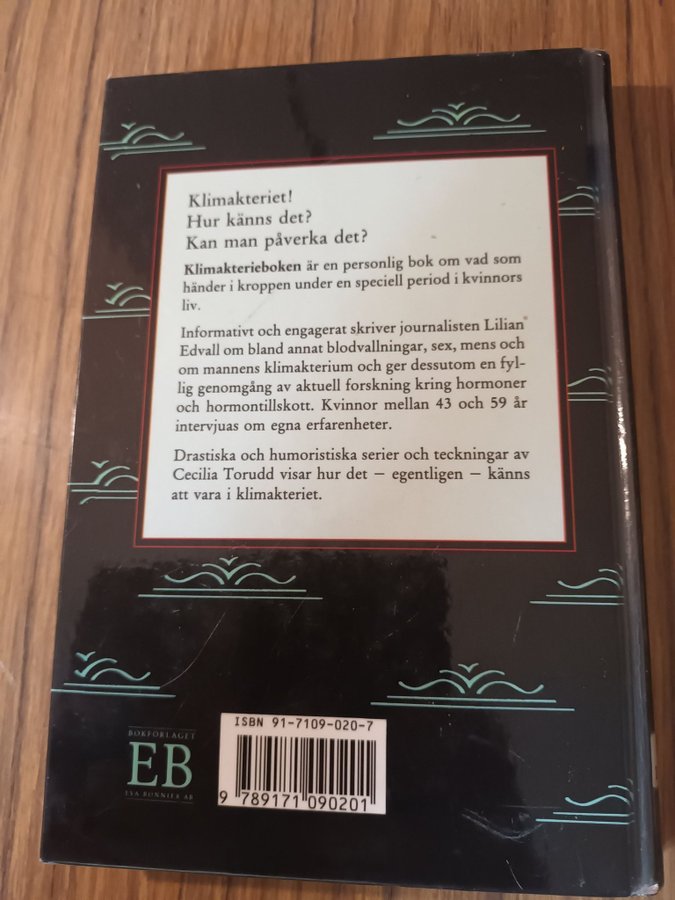 Klimakteriet!
Hur känns det?
Kan man påverka det?
Klimakterieboken är en personlig bok om vad som
händer i kroppen under en speciell period i kvinnors
liv.
Informativt och engagerat skriver journalisten Lilian
Edvall om bland annat blodvallningar, sex, mens och
om mannens klimakterium och ger dessutom en fyl-
lig genomgång av aktuell forskning kring hormoner
och hormontillskott. Kvinnor mellan 43 och 59 år
intervjuas om egna erfarenheter.
Drastiska och humoristiska serier och teckningar av
Cecilia Torudd visar hur det – egentligen – känns
att vara i klimakteriet.
BOKFÖRLAGET
EB
EVA BONNIER AB
ISBN 91-7109-020-7
9 789171 090201